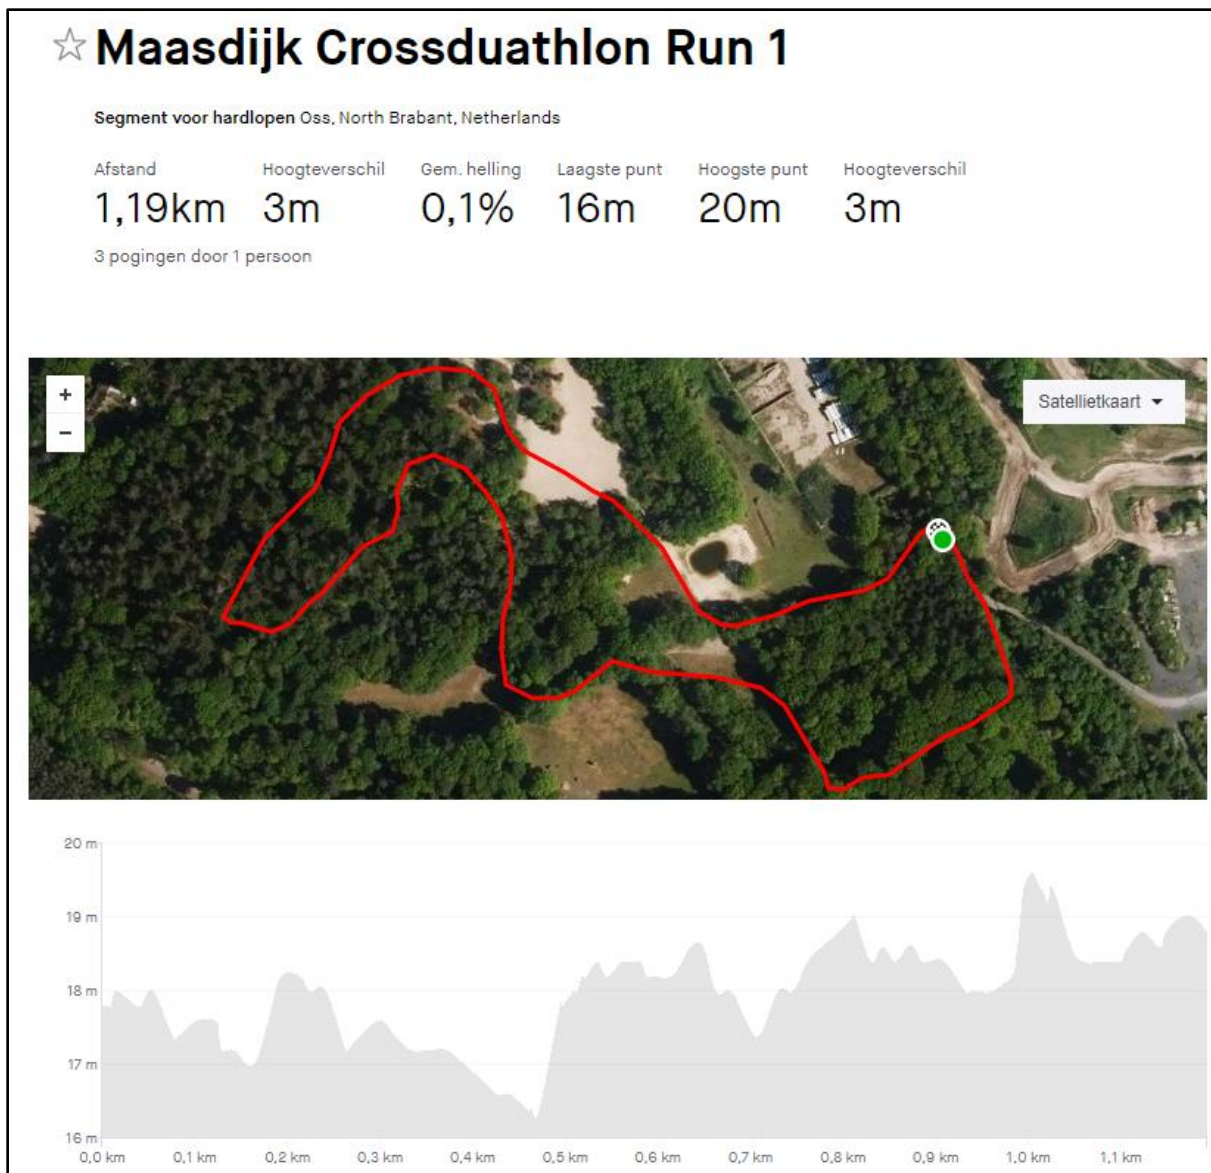 Maasdijk Crossduathlon Run 1
Segment voor hardlopen Oss, North Brabant, Netherlands
Afstand Hoogteverschil Gem. helling Laagste punt Hoogste punt Hoogteverschil
1,19km 3m 0,1% 16m 20m 3m
3 pogingen door 1 persoon
+
−
Satellietkaart
20 m
19 m
18 m
17 m
16 m
0,0 km 0,1 km 0,2 km 0,3 km 0,4 km 0,5 km 0,6 km 0,7 km 0,8 km 0,9 km 1,0 km 1,1 km